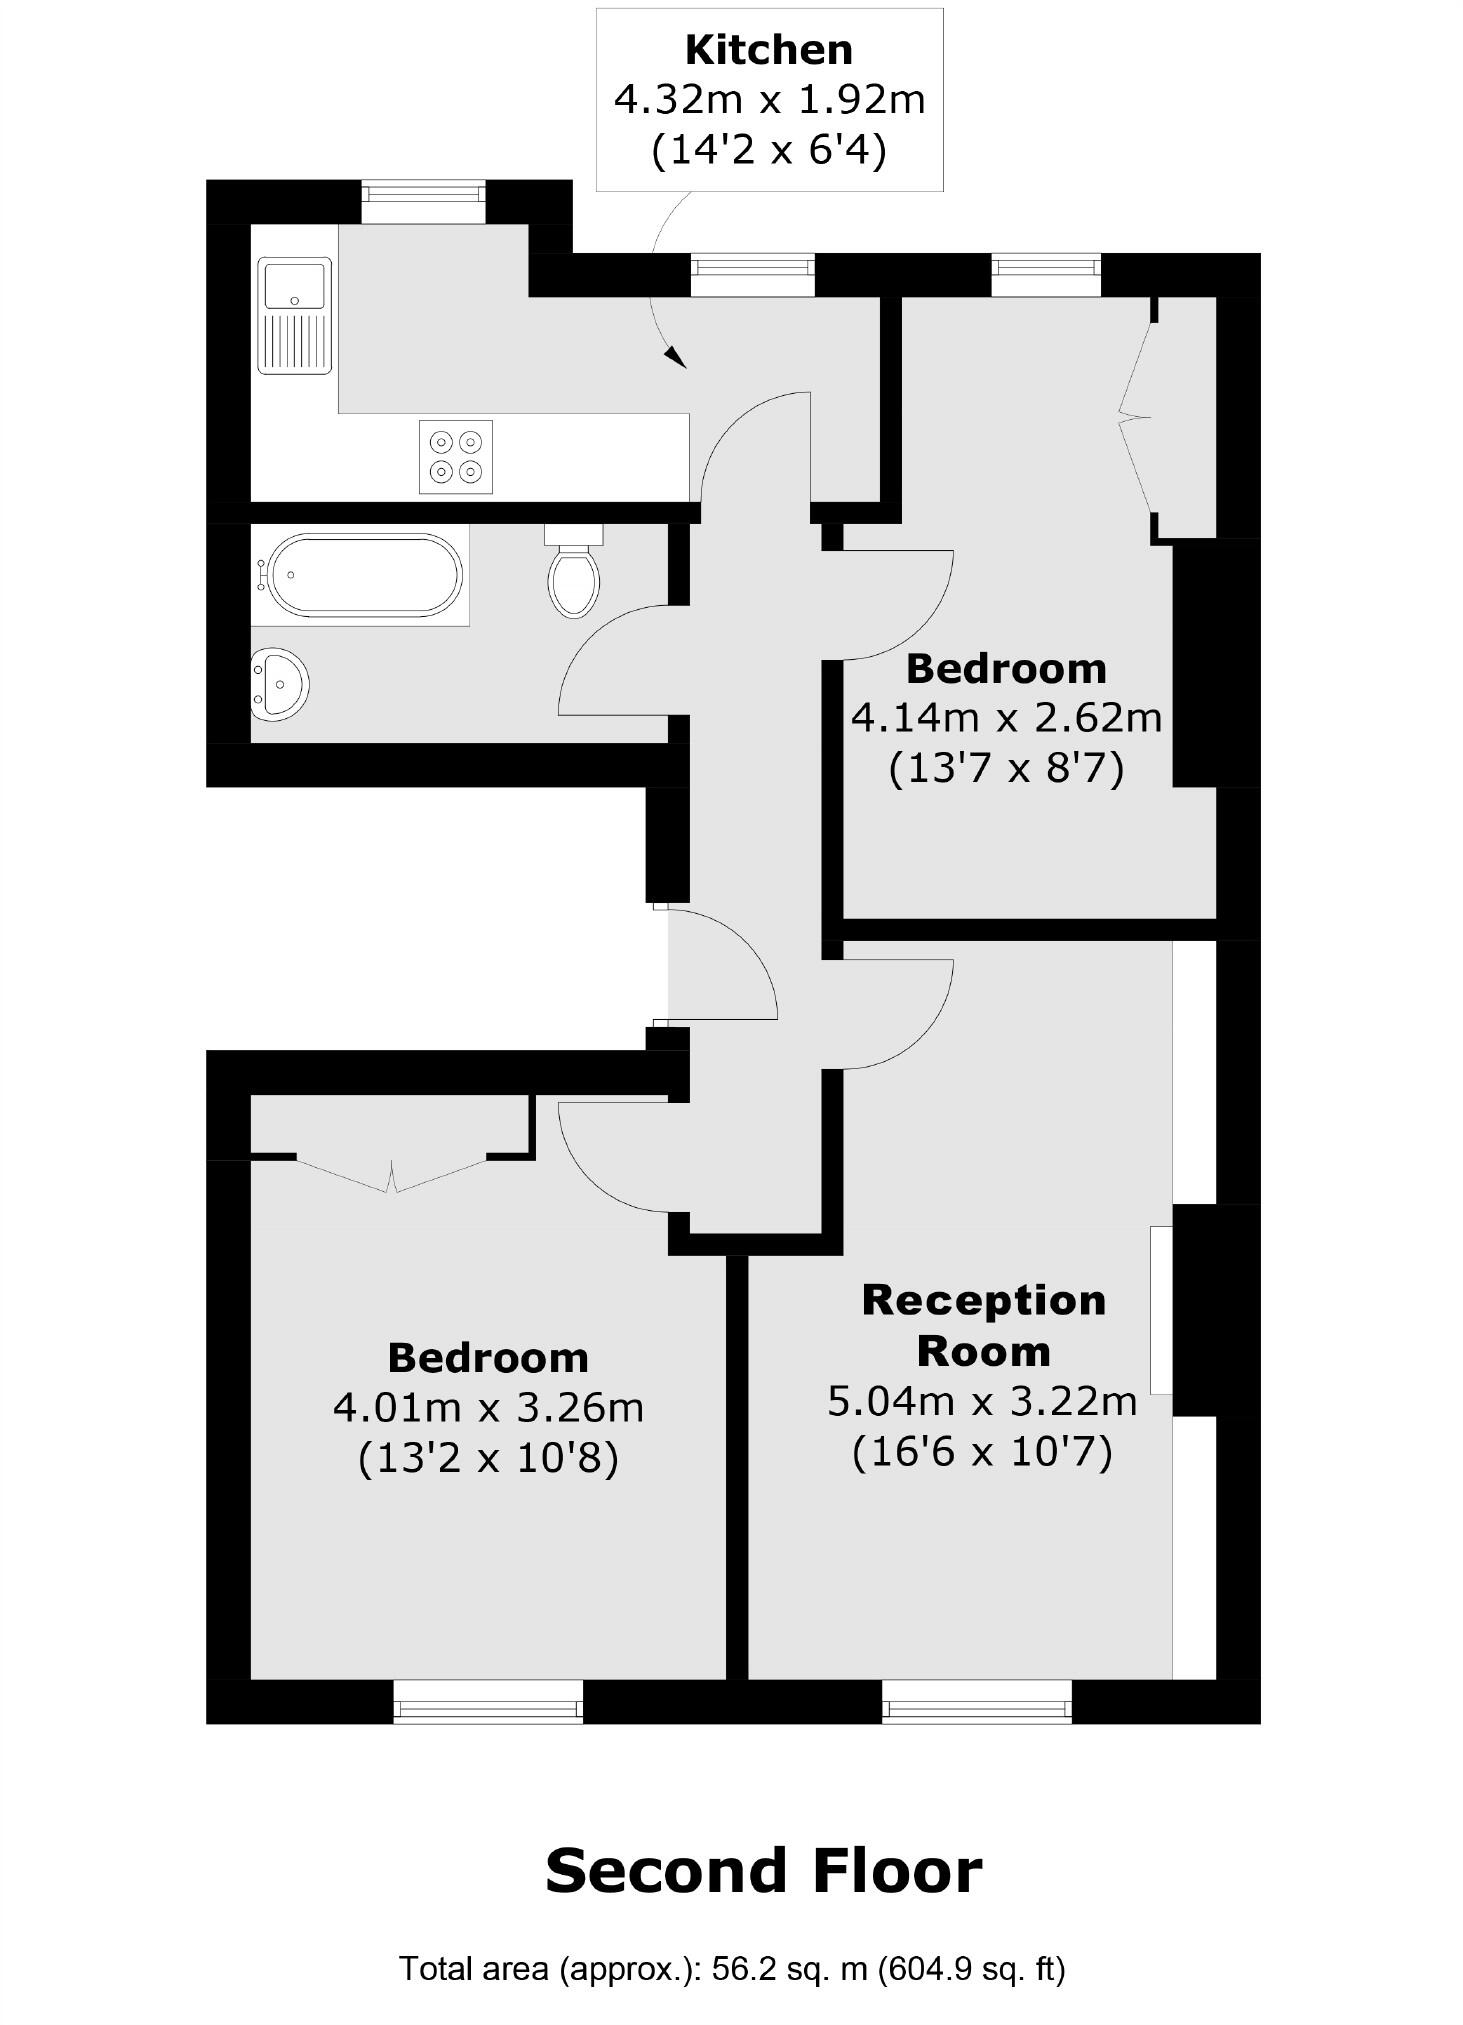 Kitchen
4.32m x 1.92m
(14'2 x 6'4)
Bedroom
4.14m x 2.62m
(13'7 x 8'7)
Reception
Room
5.04m x 3.22m
(16'6 x 10'7)
Bedroom
4.01m x 3.26m
(13'2 x 10'8)
Second Floor
Total area (approx.): 56.2 sq. m (604.9 sq. ft)